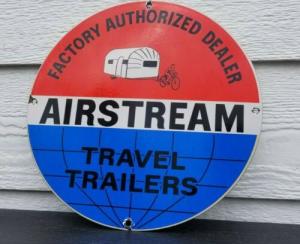 FACTORY AUTHORIZED DEALER
AIRSTREAM
TRAVEL
TRAILERS